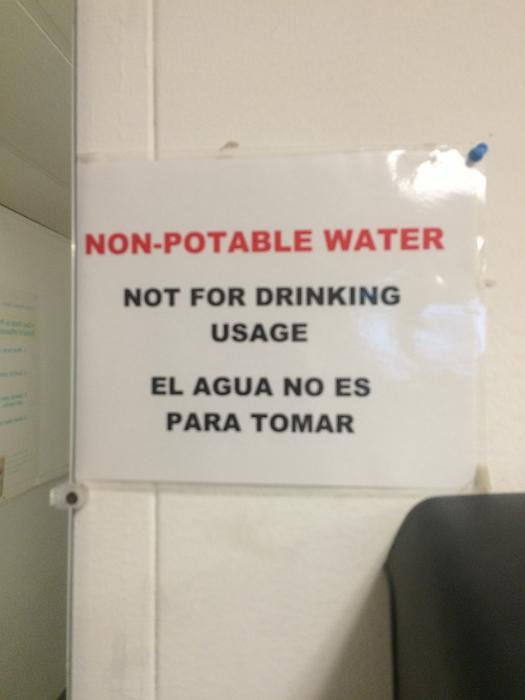 NON-POTABLE WATER
NOT FOR DRINKING
USAGE
EL AGUA NO ES
PARA TOMAR